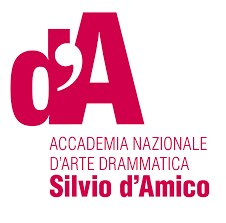 d'A
ACCADEMIA NAZIONALE
D'ARTE DRAMMATICA
Silvio d'Amico